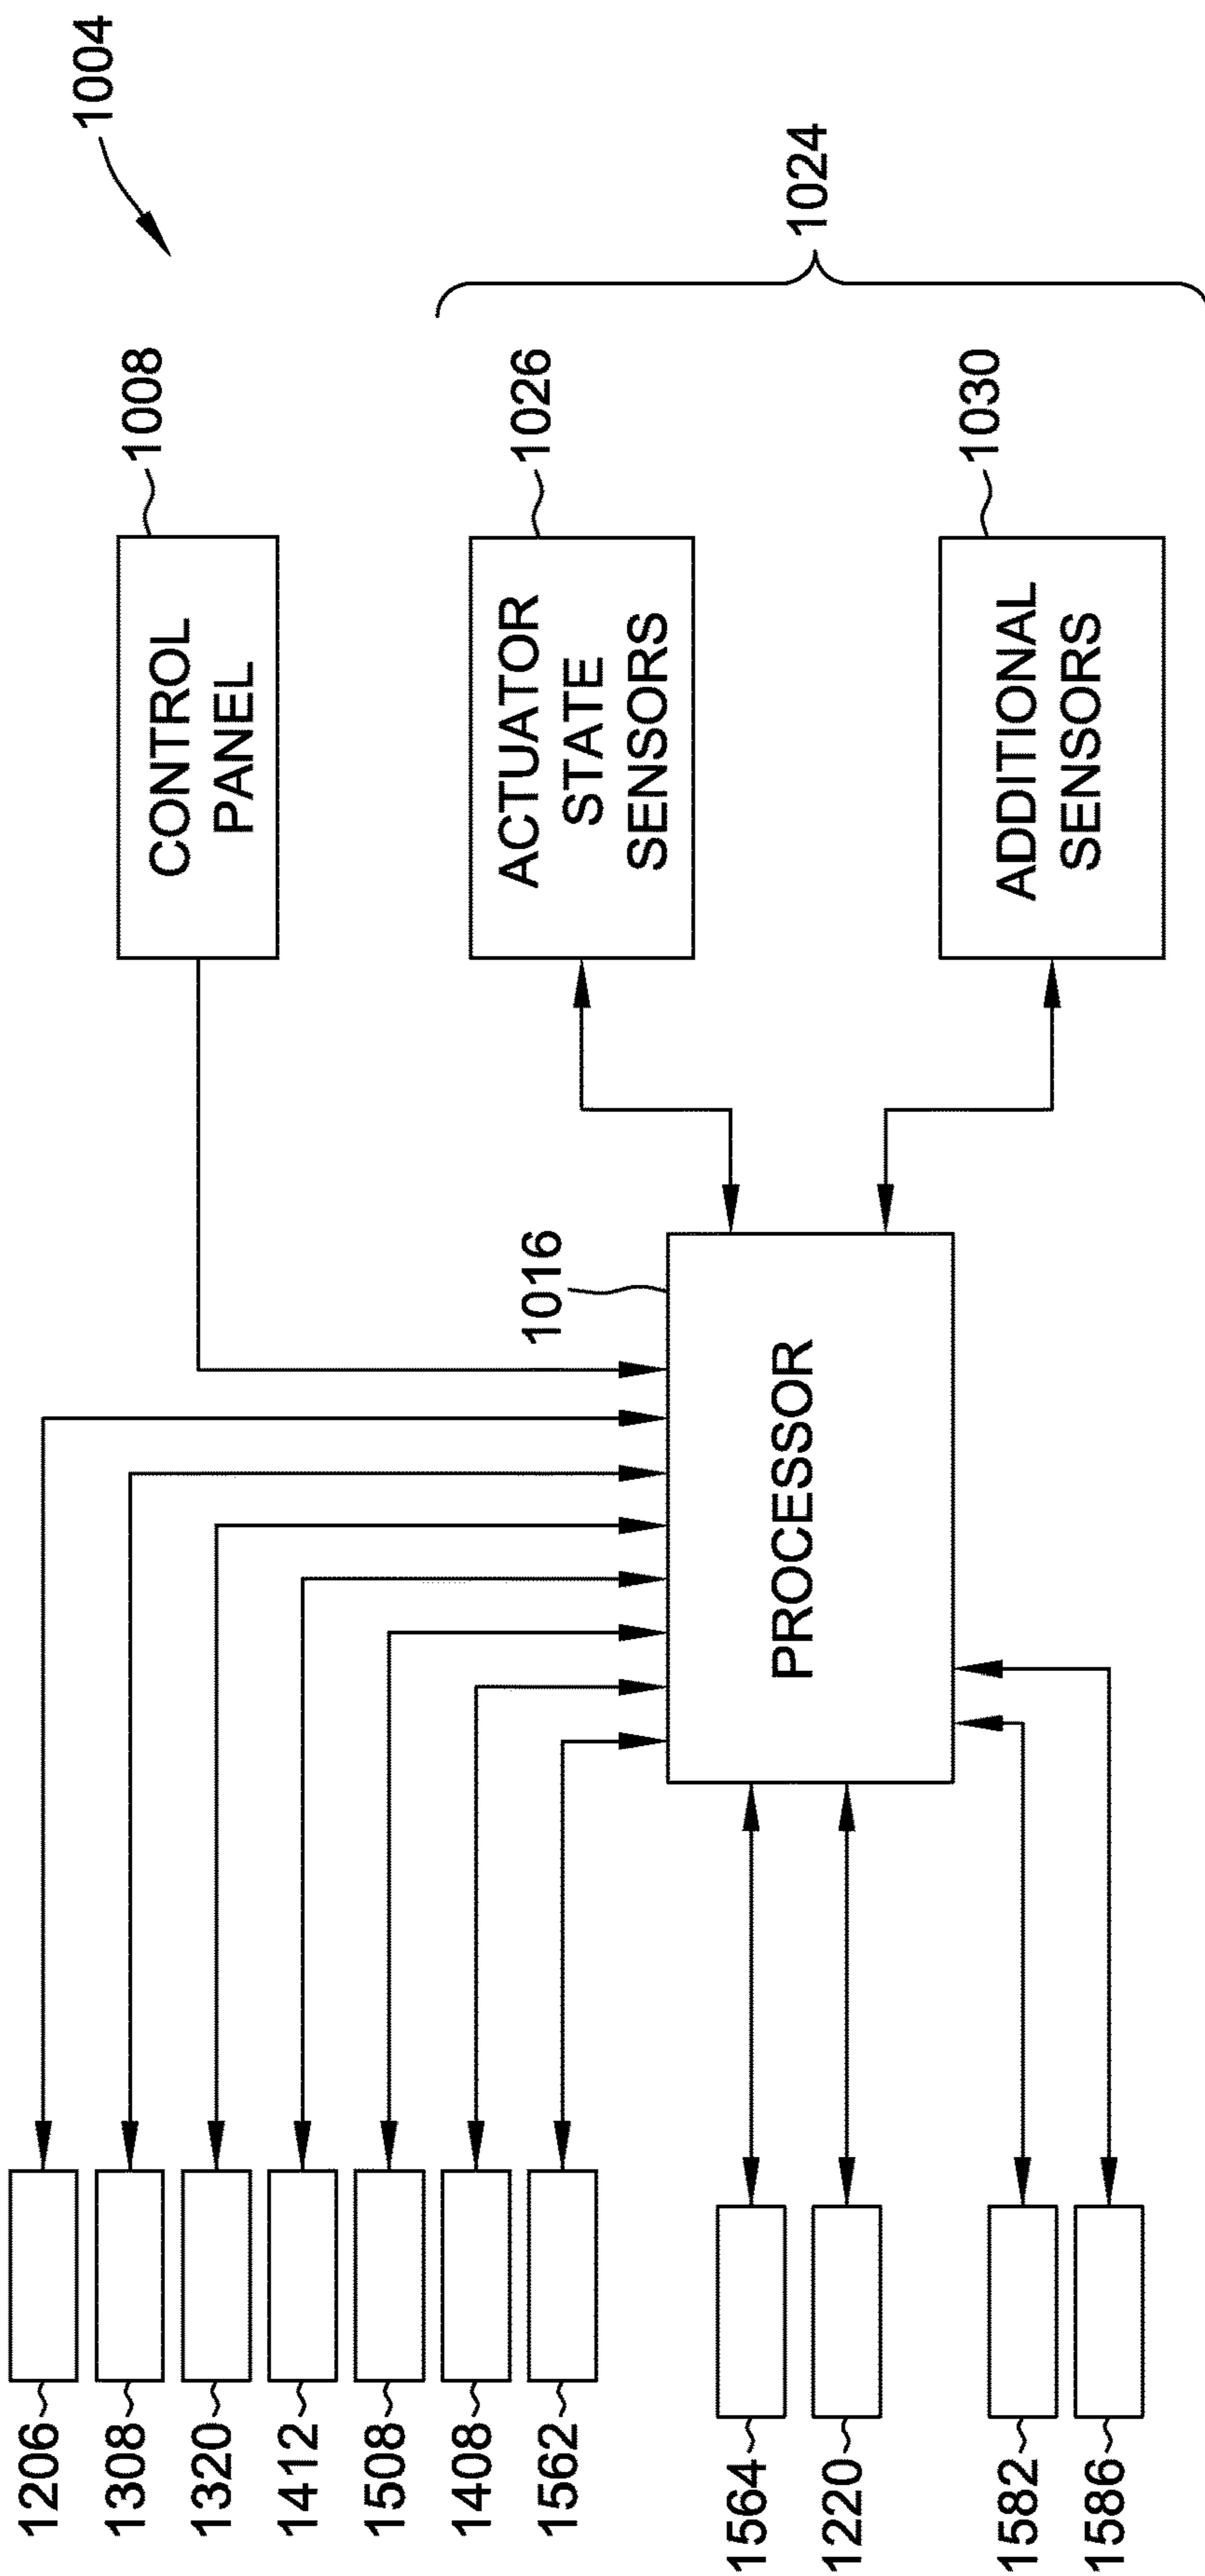 1004
1008
CONTROL
PANEL
1024
1026
ACTUATOR
STATE
SENSORS
1030
ADDITIONAL
SENSORS
1016
PROCESSOR
1206
1308
1320
1412
1508
1408
1562
1564
1220
1582
1586